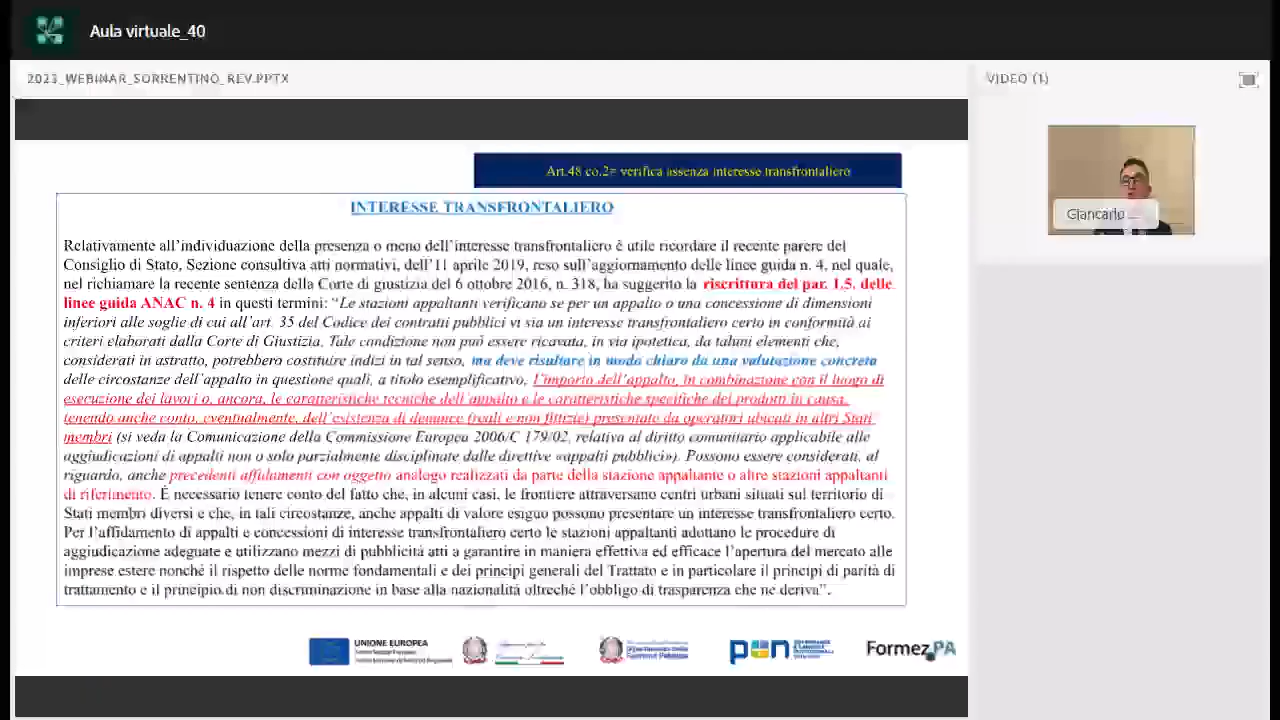 Aula virtuale_40
2023_WEBINAR_SORRENTINO_REV.PPTX
VIDEO (1)
Art.48 co.2= verifica assenza interesse transfrontaliero
INTERESSE TRANSFRONTALIERO
Relativamente all'individuazione della presenza o meno dell'interesse transfrontaliero è utile ricordare il recente parere del
Consiglio di Stato, Sezione consultiva atti normativi, dell'11 aprile 2019, reso sull'aggiornamento delle linee guida n. 4, nel quale,
nel richiamare la recente sentenza della Corte di giustizia del 6 ottobre 2016, n. 318, ha suggerito la riscrittura del par. 1.5. delle
linee guida ANAC n. 4 in questi termini: "Le stazioni appaltanti verificano se per un appalto o una concessione di dimensioni
inferiori alle soglie di cui all'art. 35 del Codice dei contratti pubblici vi sia un interesse transfrontaliero certo in conformità ai
criteri elaborati dalla Corte di Giustizia. Tale condizione non può essere ricavata, in via ipotetica, da taluni elementi che,
considerati in astratto, potrebbero costituire indizi in tal senso, ma deve risultare in modo chiaro da una valutazione concreta
delle circostanze dell'appalto in questione quali, a titolo esemplificativo, l'importo dell'appalto, in combinazione con il luogo di
esecuzione dei lavori o, ancora, le caratteristiche tecniche dell'appalto e le caratteristiche specifiche dei prodotti in causa,
tenendo anche conto, eventualmente, dell'esistenza di denunce (reali e non fittizie) presentate da operatori ubicati in altri Stati
membri (si veda la Comunicazione della Commissione Europea 2006/C 179/02, relativa al diritto comunitario applicabile alle
aggiudicazioni di appalti non o solo parzialmente disciplinate dalle direttive «appalti pubblici»). Possono essere considerati, al
riguardo, anche precedenti affidamenti con oggetto analogo realizzati da parte della stazione appaltante o altre stazioni appaltanti
di riferimento. È necessario tenere conto del fatto che, in alcuni casi, le frontiere attraversano centri urbani situati sul territorio di
Stati membri diversi e che, in tali circostanze, anche appalti di valore esiguo possono presentare un interesse transfrontaliero certo.
Per l'affidamento di appalti e concessioni di interesse transfrontaliero certo le stazioni appaltanti adottano le procedure di
aggiudicazione adeguate e utilizzano mezzi di pubblicità atti a garantire in maniera effettiva ed efficace l'apertura del mercato alle
imprese estere nonché il rispetto delle norme fondamentali e dei principi generali del Trattato e in particolare il principi di parità di
trattamento e il principio di non discriminazione in base alla nazionalità oltreché l'obbligo di trasparenza che ne deriva".
Giancarlo ...
UNIONE EUROPEA
pon
FormezPA